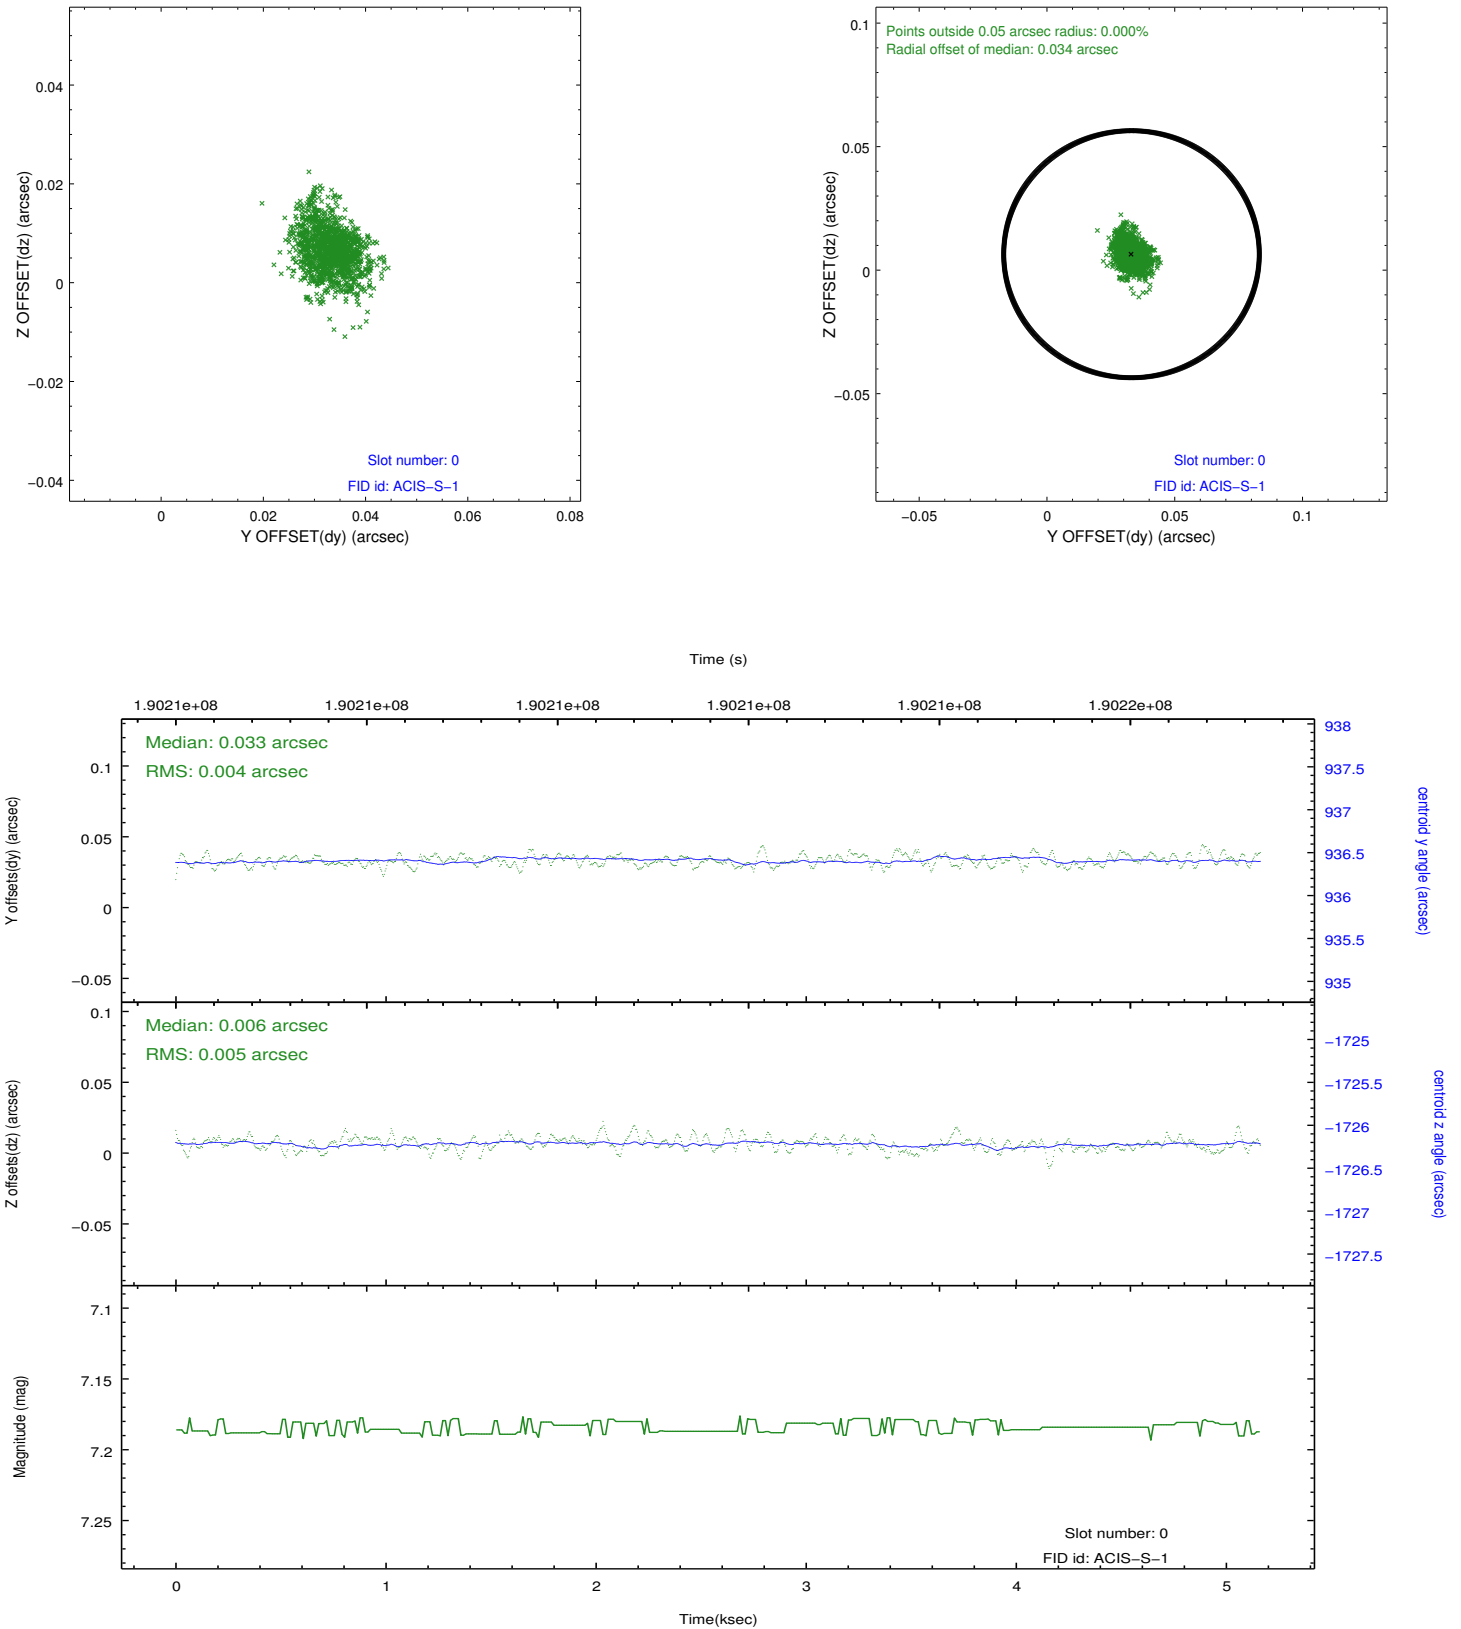 0.04
0.02
0
−0.02
−0.04
Z OFFSET(dz) (arcsec)
Slot number: 0
FID id: ACIS−S−1
0
0.02
0.04
0.06
0.08
Y OFFSET(dy) (arcsec)
Points outside 0.05 arcsec radius: 0.000%
Radial offset of median: 0.034 arcsec
0.1
0.05
0
−0.05
Z OFFSET(dz) (arcsec)
Slot number: 0
FID id: ACIS−S−1
−0.05
0
0.05
0.1
Y OFFSET(dy) (arcsec)
Time (s)
1.9021e+08
1.9021e+08
1.9021e+08
1.9021e+08
1.9021e+08
1.9022e+08
Median: 0.033 arcsec
RMS: 0.004 arcsec
0.1
0.05
0
−0.05
Y offsets(dy) (arcsec)
938
937.5
937
936.5
936
935.5
935
centroid y angle (arcsec)
Median: 0.006 arcsec
RMS: 0.005 arcsec
0.1
0.05
0
−0.05
Z offsets(dz) (arcsec)
−1725
−1725.5
−1726
−1726.5
−1727
−1727.5
centroid z angle (arcsec)
7.1
7.15
7.2
7.25
Magnitude (mag)
Slot number: 0
FID id: ACIS−S−1
0
1
2
3
4
5
Time(ksec)